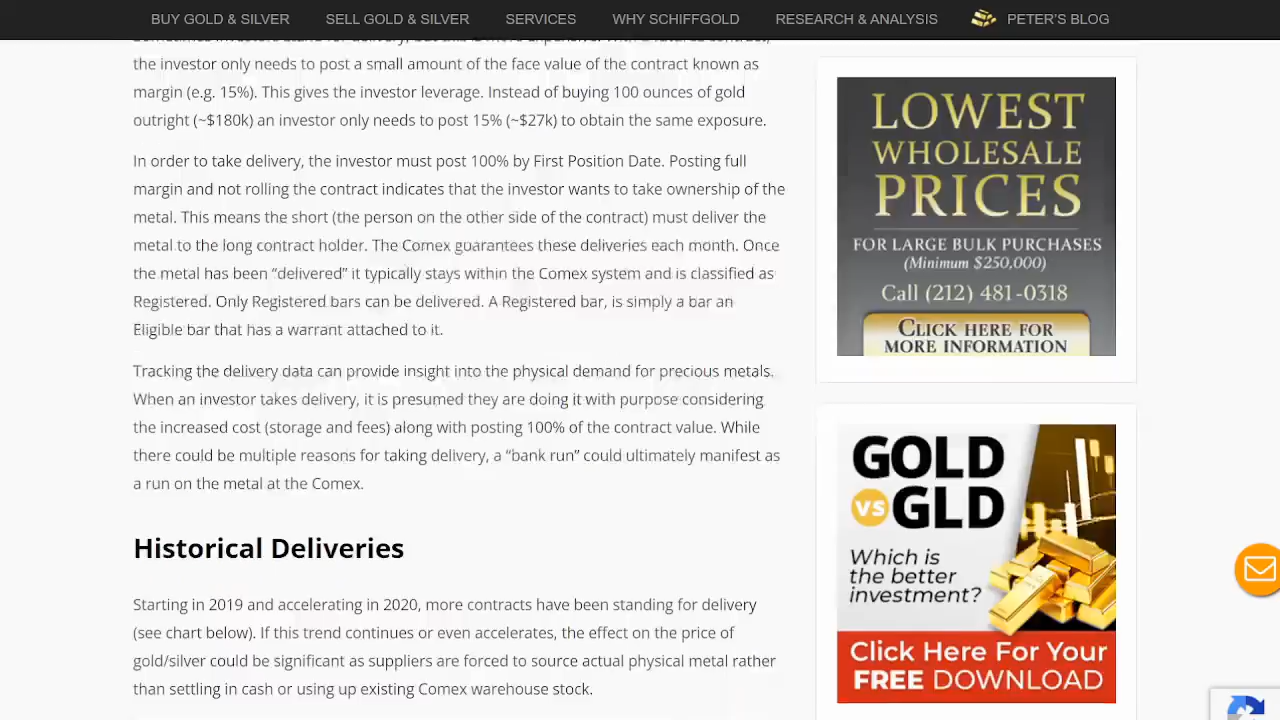 BUY GOLD & SILVER
SELL GOLD & SILVER
SERVICES
WHY SCHIFFGOLD
RESEARCH & ANALYSIS
PETER'S BLOG
the investor only needs to post a small amount of the face value of the contract known as
margin (e.g. 15%). This gives the investor leverage. Instead of buying 100 ounces of gold
outright (~$180k) an investor only needs to post 15% (~$27k) to obtain the same exposure.
In order to take delivery, the investor must post 100% by First Position Date. Posting full
margin and not rolling the contract indicates that the investor wants to take ownership of the
metal. This means the short (the person on the other side of the contract) must deliver the
metal to the long contract holder. The Comex guarantees these deliveries each month. Once
the metal has been “delivered” it typically stays within the Comex system and is classified as
Registered. Only Registered bars can be delivered. A Registered bar, is simply a bar an
Eligible bar that has a warrant attached to it.
Tracking the delivery data can provide insight into the physical demand for precious metals.
When an investor takes delivery, it is presumed they are doing it with purpose considering
the increased cost (storage and fees) along with posting 100% of the contract value. While
there could be multiple reasons for taking delivery, a “bank run” could ultimately manifest as
a run on the metal at the Comex.
Historical Deliveries
Starting in 2019 and accelerating in 2020, more contracts have been standing for delivery
(see chart below). If this trend continues or even accelerates, the effect on the price of
gold/silver could be significant as suppliers are forced to source actual physical metal rather
than settling in cash or using up existing Comex warehouse stock.
LOWEST
WHOLESALE
PRICES
FOR LARGE BULK PURCHASES
(Minimum $250,000)
Call (212) 481-0318
CLICK HERE FOR
MORE INFORMATION
GOLD
VS GLD
Which is
the better
investment?
Click Here For Your
FREE DOWNLOAD